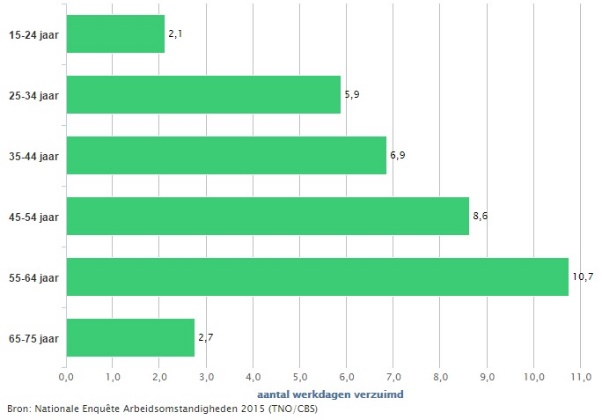 15-24 jaar 2,1
25-34 jaar 5,9
35-44 jaar 6,9
45-54 jaar 8,6
55-64 jaar 10,7
65-75 jaar 2,7
0,0 1,0 2,0 3,0 4,0 5,0 6,0 7,0 8,0 9,0 10,0 11,0
aantal werkdagen verzuimd
Bron: Nationale Enquête Arbeidsomstandigheden 2015 (TNO/CBS)